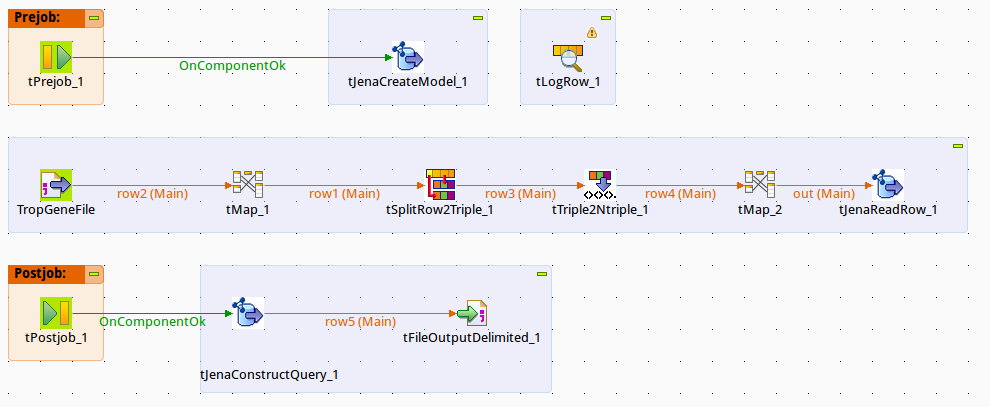 Prejob:
OnComponentOk
tPrejob_1
tJenaCreateModel_1
tLogRow_1
row2 (Main)
row1 (Main)
row3 (Main)
row4 (Main)
out (Main)
TropGeneFile
tMap_1
tSplitRow2Triple_1
tTriple2Ntriple_1
tMap_2
tJenaReadRow_1
Postjob:
OnComponentOk
row5 (Main)
tPostjob_1
tFileOutputDelimited_1
tJenaConstructQuery_1